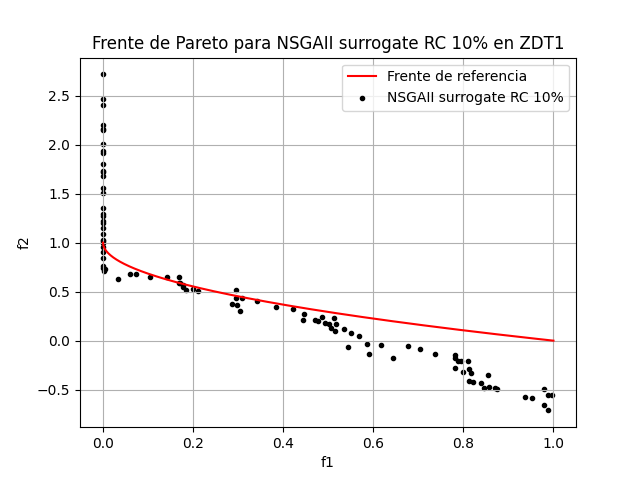 Frente de Pareto para NSGAII surrogate RC 10% en ZDT1
Frente de referencia
NSGAII surrogate RC 10%
2.5
2.0
1.5
1.0
0.5
0.0
−0.5
f2
0.0 0.2 0.4 0.6 0.8 1.0
f1